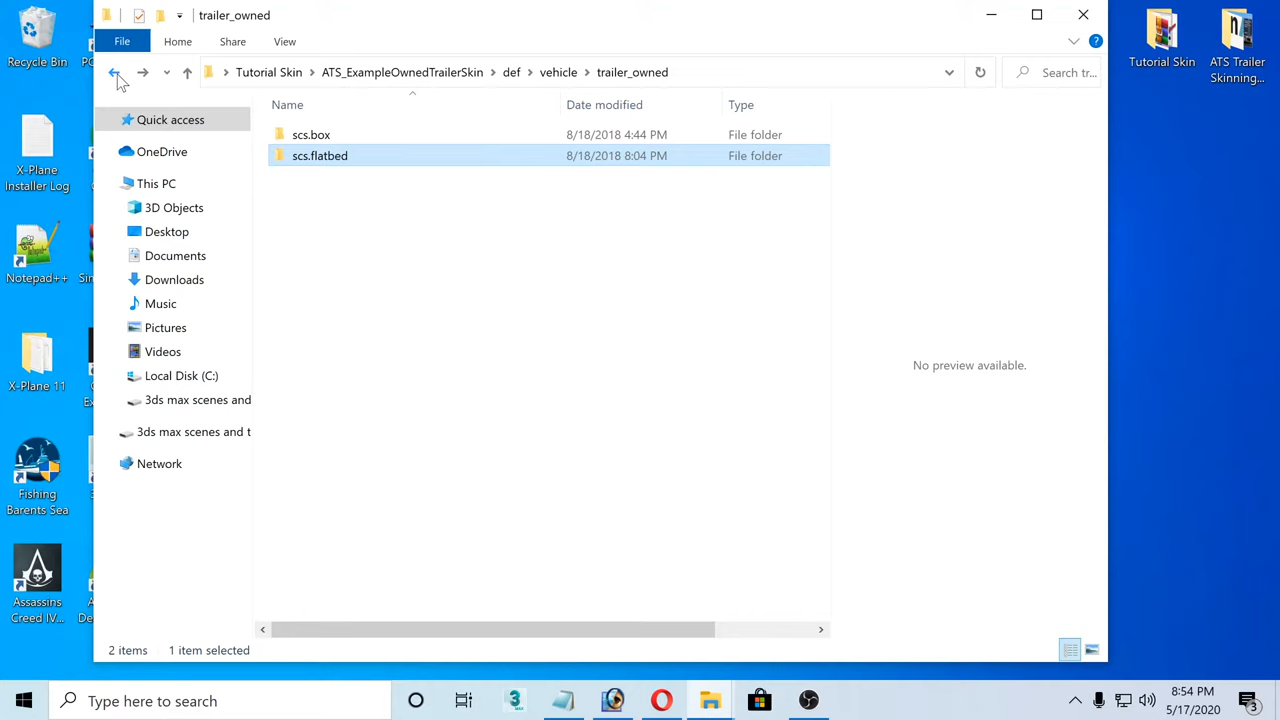 trailer_owned
File
Home
Share
View
Tutorial Skin
ATS_ExampleOwnedTrailerSkin
def
vehicle
trailer_owned
Search tr...
Name
Date modified
Type
scs.box
8/18/2018 4:44 PM
File folder
scs.flatbed
8/18/2018 8:04 PM
File folder
No preview available.
Quick access
OneDrive
This PC
3D Objects
Desktop
Documents
Downloads
Music
Pictures
Videos
Local Disk (C:)
3ds max scenes and
3ds max scenes and t
Network
2 items
1 item selected
Recycle Bin
X-Plane
Installer Log
Notepad++
X-Plane 11
Fishing
Barents Sea
Assassins
Creed IV...
Tutorial Skin
ATS Trailer
Skinning...
Type here to search
8:54 PM
5/17/2020
3